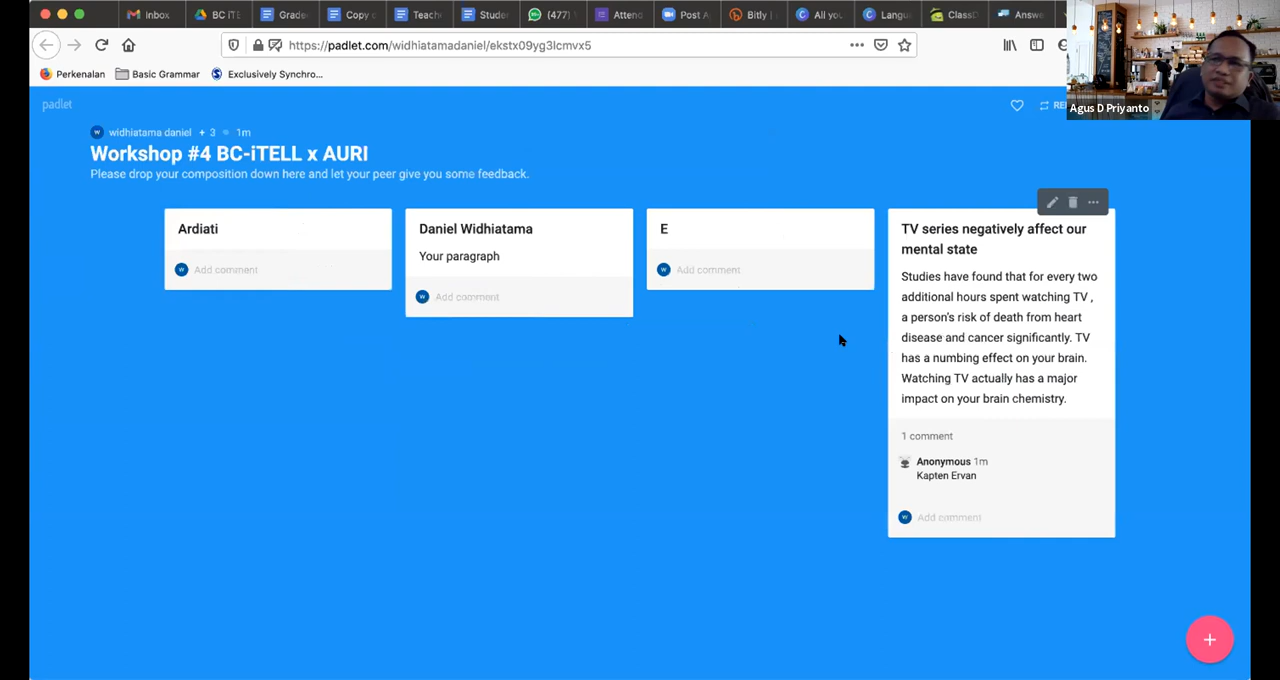 Inbox
BC iTE
Grade
Copy c
Teach
Studer
(477)
Attend
Post A
Bitly |
All you
Langu
ClassD
Answe
https://padlet.com/widhiatamadaniel/ekstx09yg3lcmvx5
Perkenalan
Basic Grammar
Exclusively Synchro...
Agus D Priyanto
padlet
widhiatama daniel + 3 1m
Workshop #4 BC-iTELL x AURI
Please drop your composition down here and let your peer give you some feedback.
Ardiati
Add comment
Daniel Widhiatama
Your paragraph
Add comment
E
Add comment
TV series negatively affect our
mental state
Studies have found that for every two
additional hours spent watching TV ,
a person's risk of death from heart
disease and cancer significantly. TV
has a numbing effect on your brain.
Watching TV actually has a major
impact on your brain chemistry.
1 comment
Anonymous 1m
Kapten Ervan
Add comment